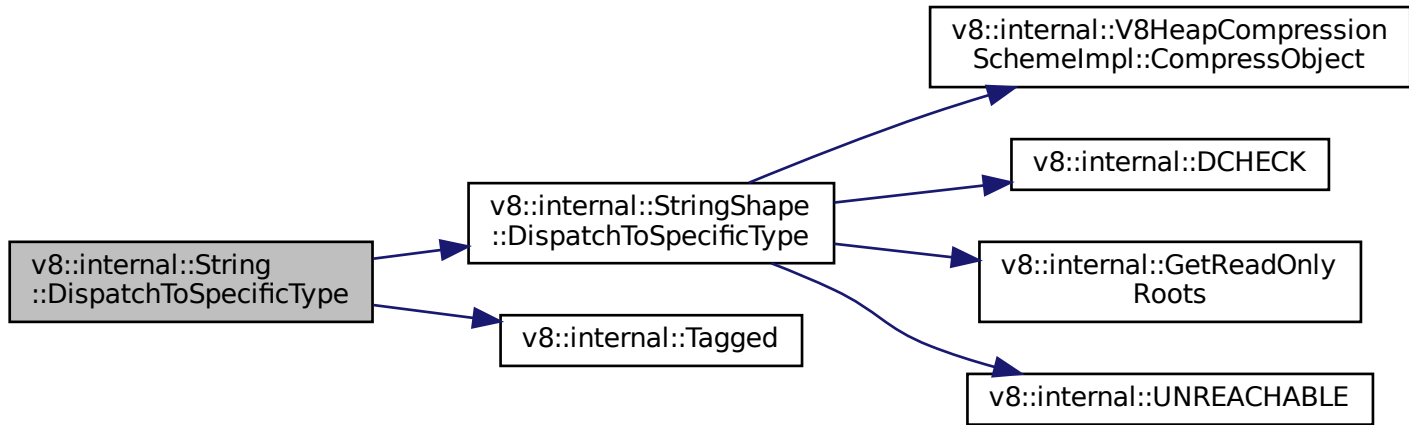 v8::internal::String
::DispatchToSpecificType
v8::internal::StringShape
::DispatchToSpecificType
v8::internal::Tagged
v8::internal::V8HeapCompression
SchemeImpl::CompressObject
v8::internal::DCHECK
v8::internal::GetReadOnly
Roots
v8::internal::UNREACHABLE